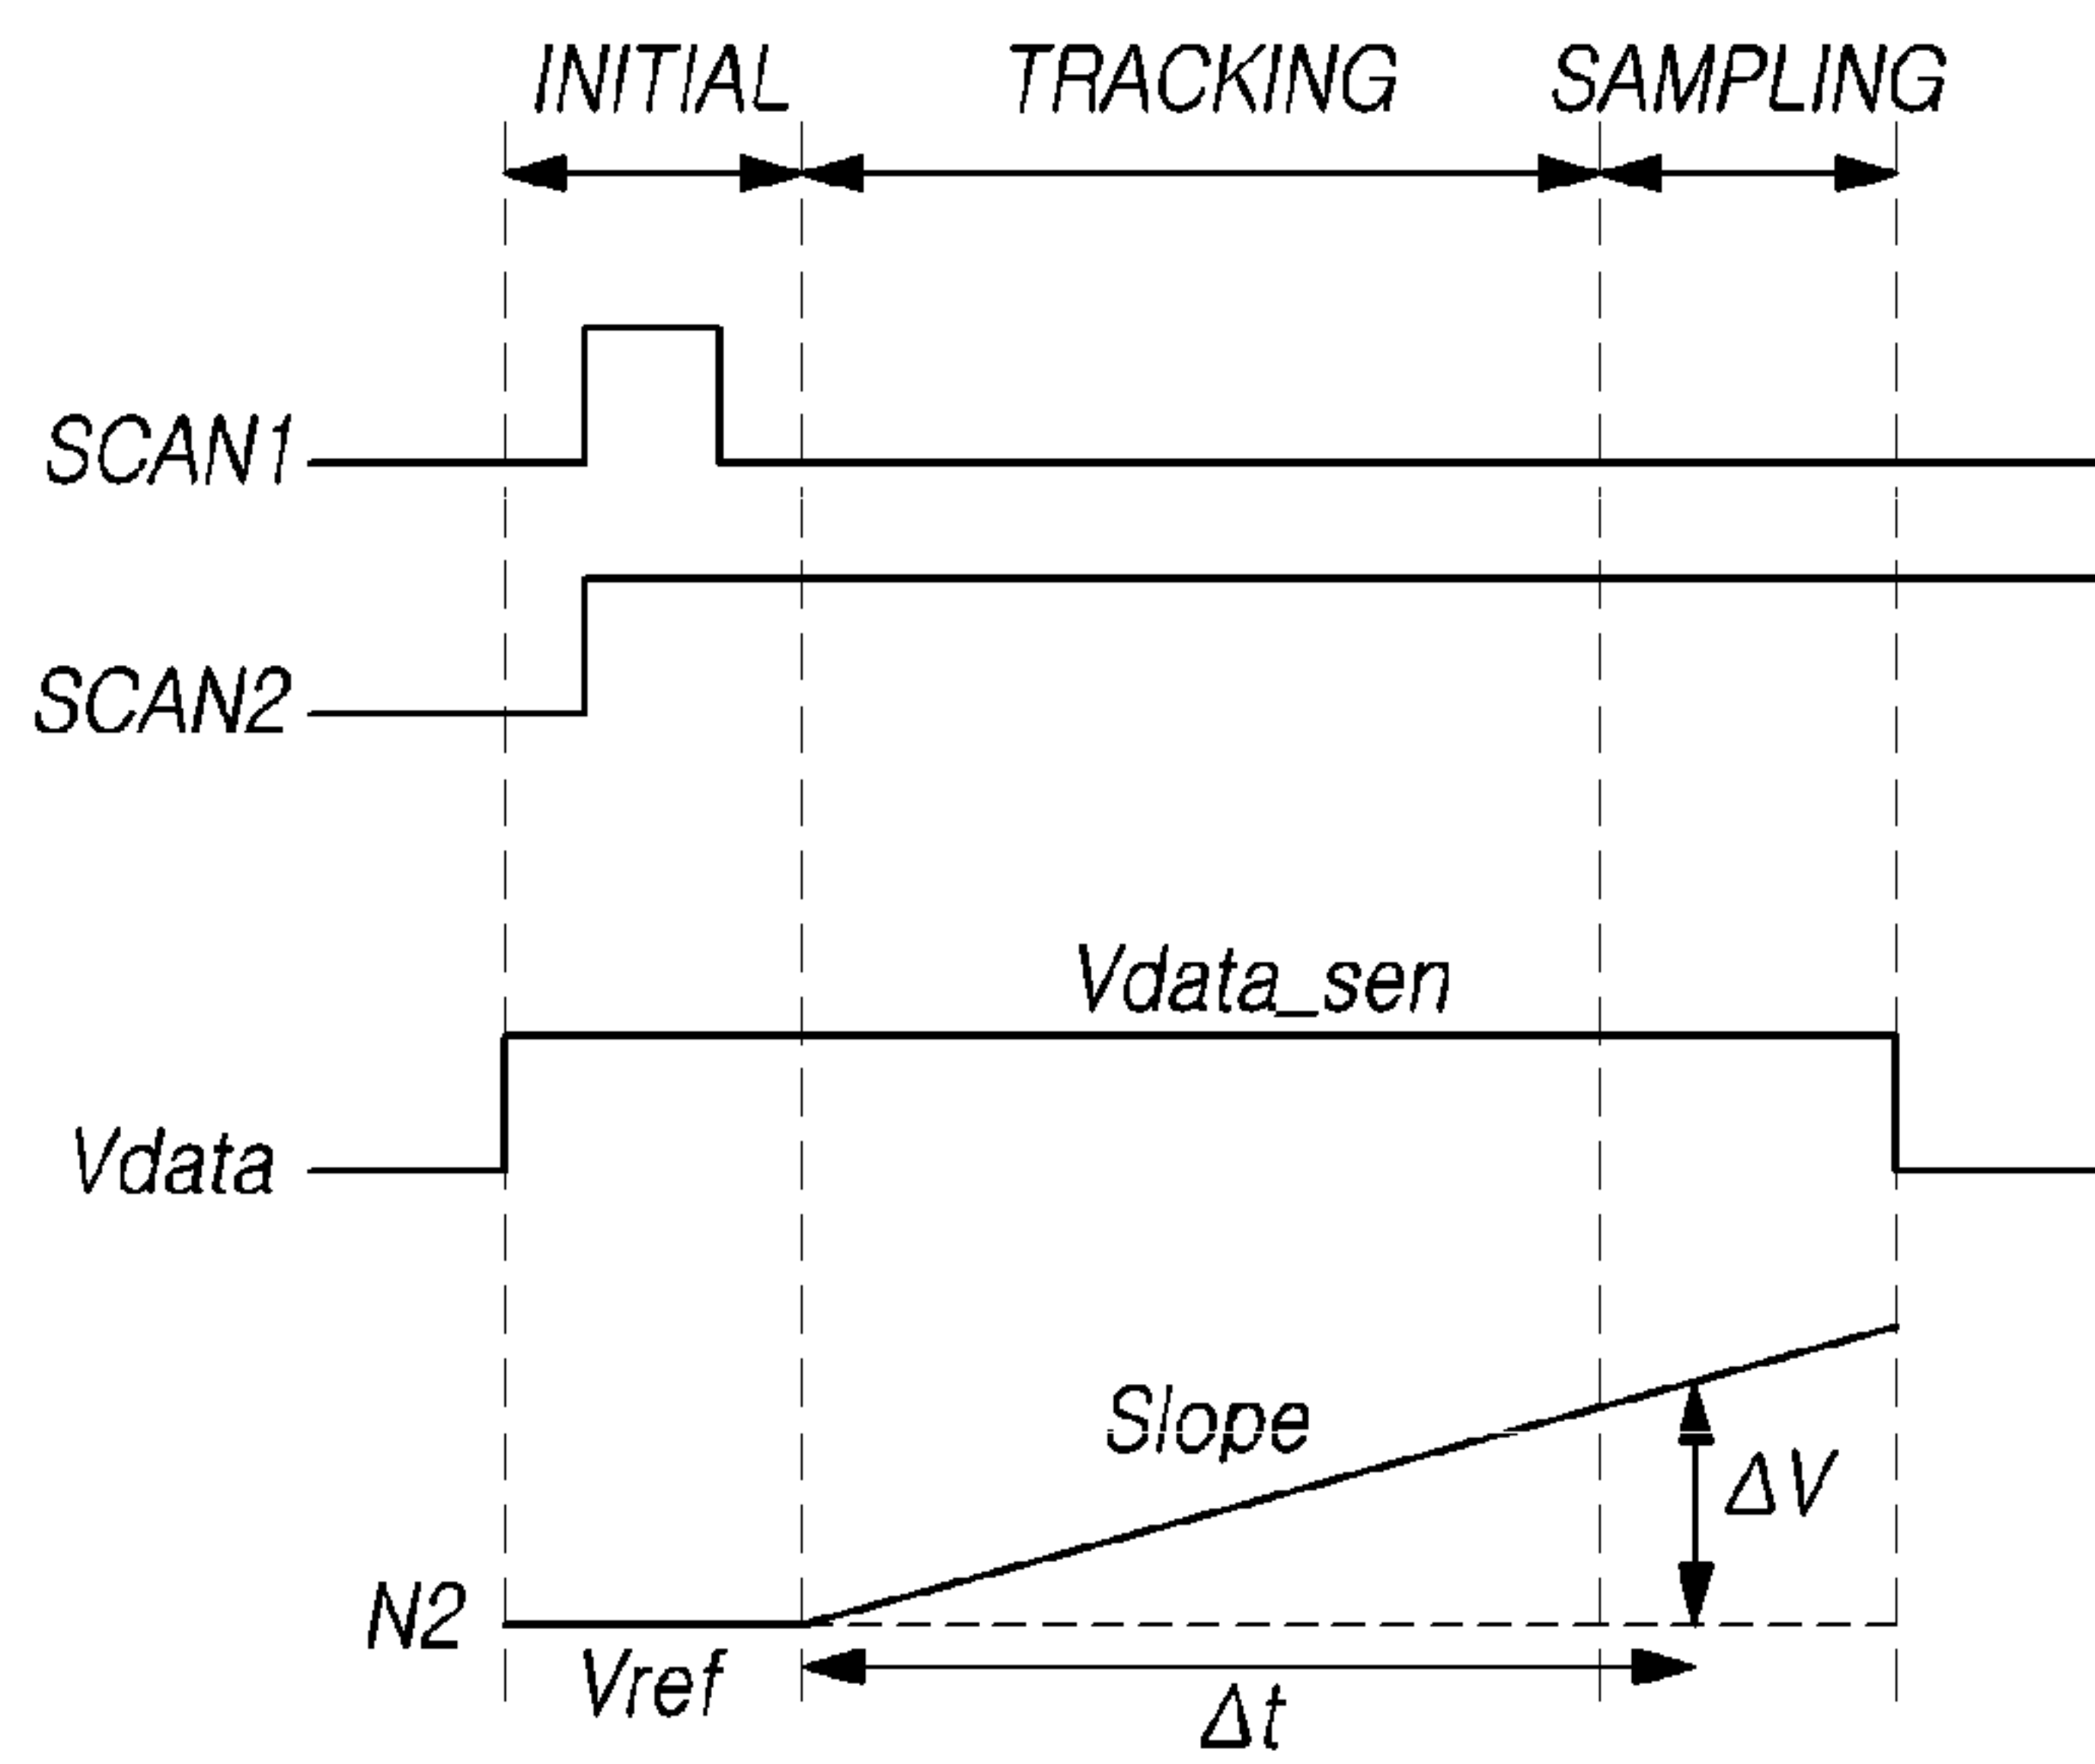 INITIAL TRACKING SAMPLING
SCAN1
SCAN2
Vdata_sen
Vdata
Slope
ΔV
N2
Vref
Δt